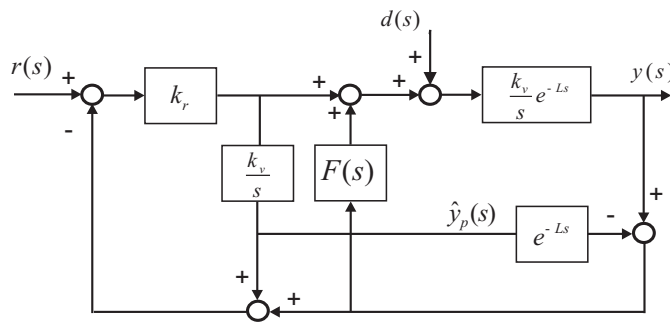 d(s)
r(s) + + + + + y(s)
k_r
k_v/s e^{-Ls}
-
k_v/s
F(s)
ŷ_p(s)
+
-
e^{-Ls}
+ +